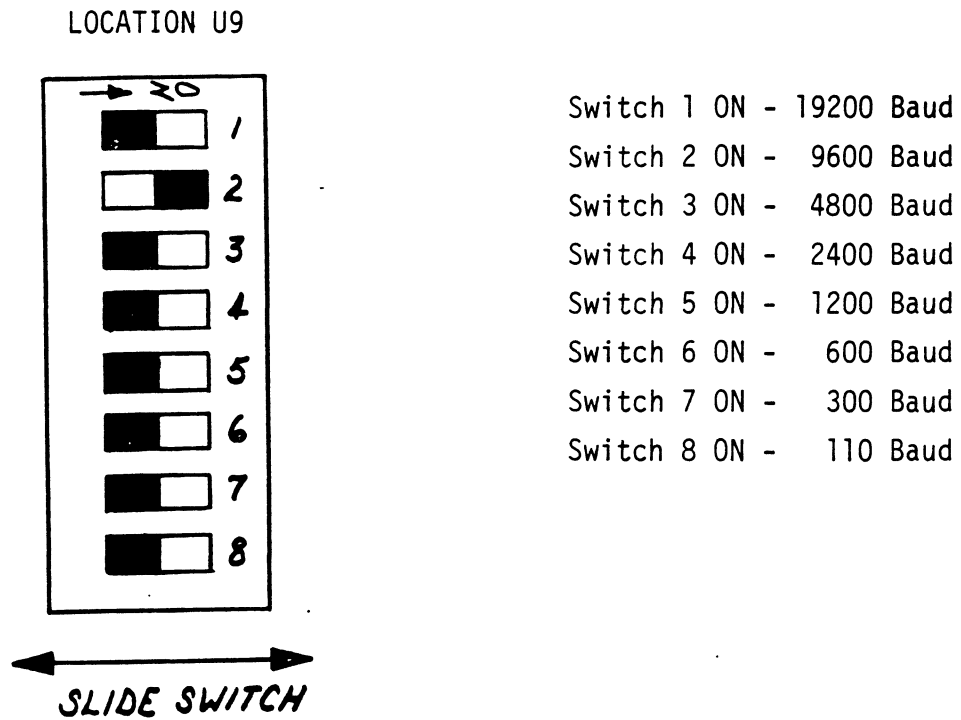 LOCATION U9
ON
1
2
3
4
5
6
7
8
SLIDE SWITCH
Switch 1 ON - 19200 Baud
Switch 2 ON - 9600 Baud
Switch 3 ON - 4800 Baud
Switch 4 ON - 2400 Baud
Switch 5 ON - 1200 Baud
Switch 6 ON - 600 Baud
Switch 7 ON - 300 Baud
Switch 8 ON - 110 Baud